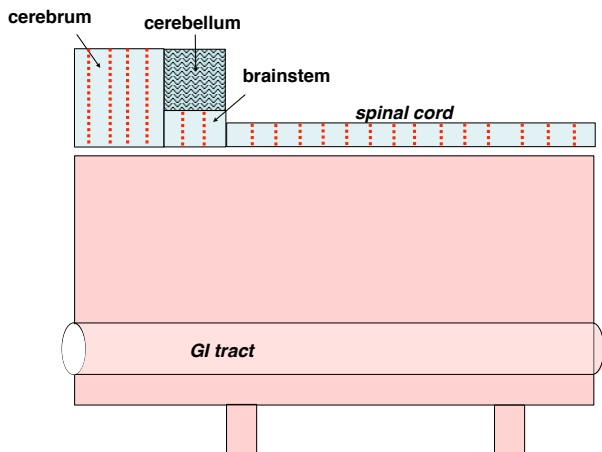 cerebrum
cerebellum
brainstem
spinal cord
GI tract